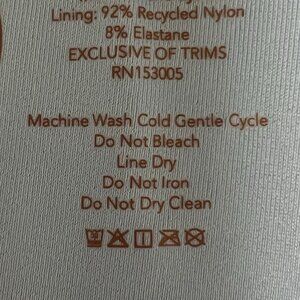 Lining: 92% Recycled Nylon
8% Elastane
EXCLUSIVE OF TRIMS
RN153005
Machine Wash Cold Gentle Cycle
Do Not Bleach
Line Dry
Do Not Iron
Do Not Dry Clean